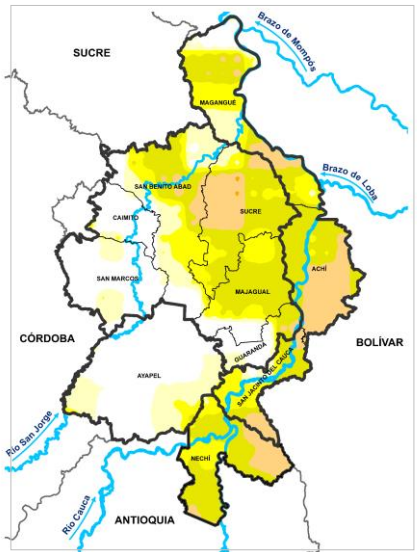 SUCRE
Brazo de Mompós
MAGANGUÉ
Brazo de Loba
SAN BENITO ABAD
CAIMITO
SUCRE
SAN MARCOS
ACHÍ
MAJAGUAL
CÓRDOBA
BOLÍVAR
GUARANDA
AYAPEL
SAN JACINTO DEL CAUCA
Río San Jorge
NECHÍ
Río Cauca
ANTIOQUIA